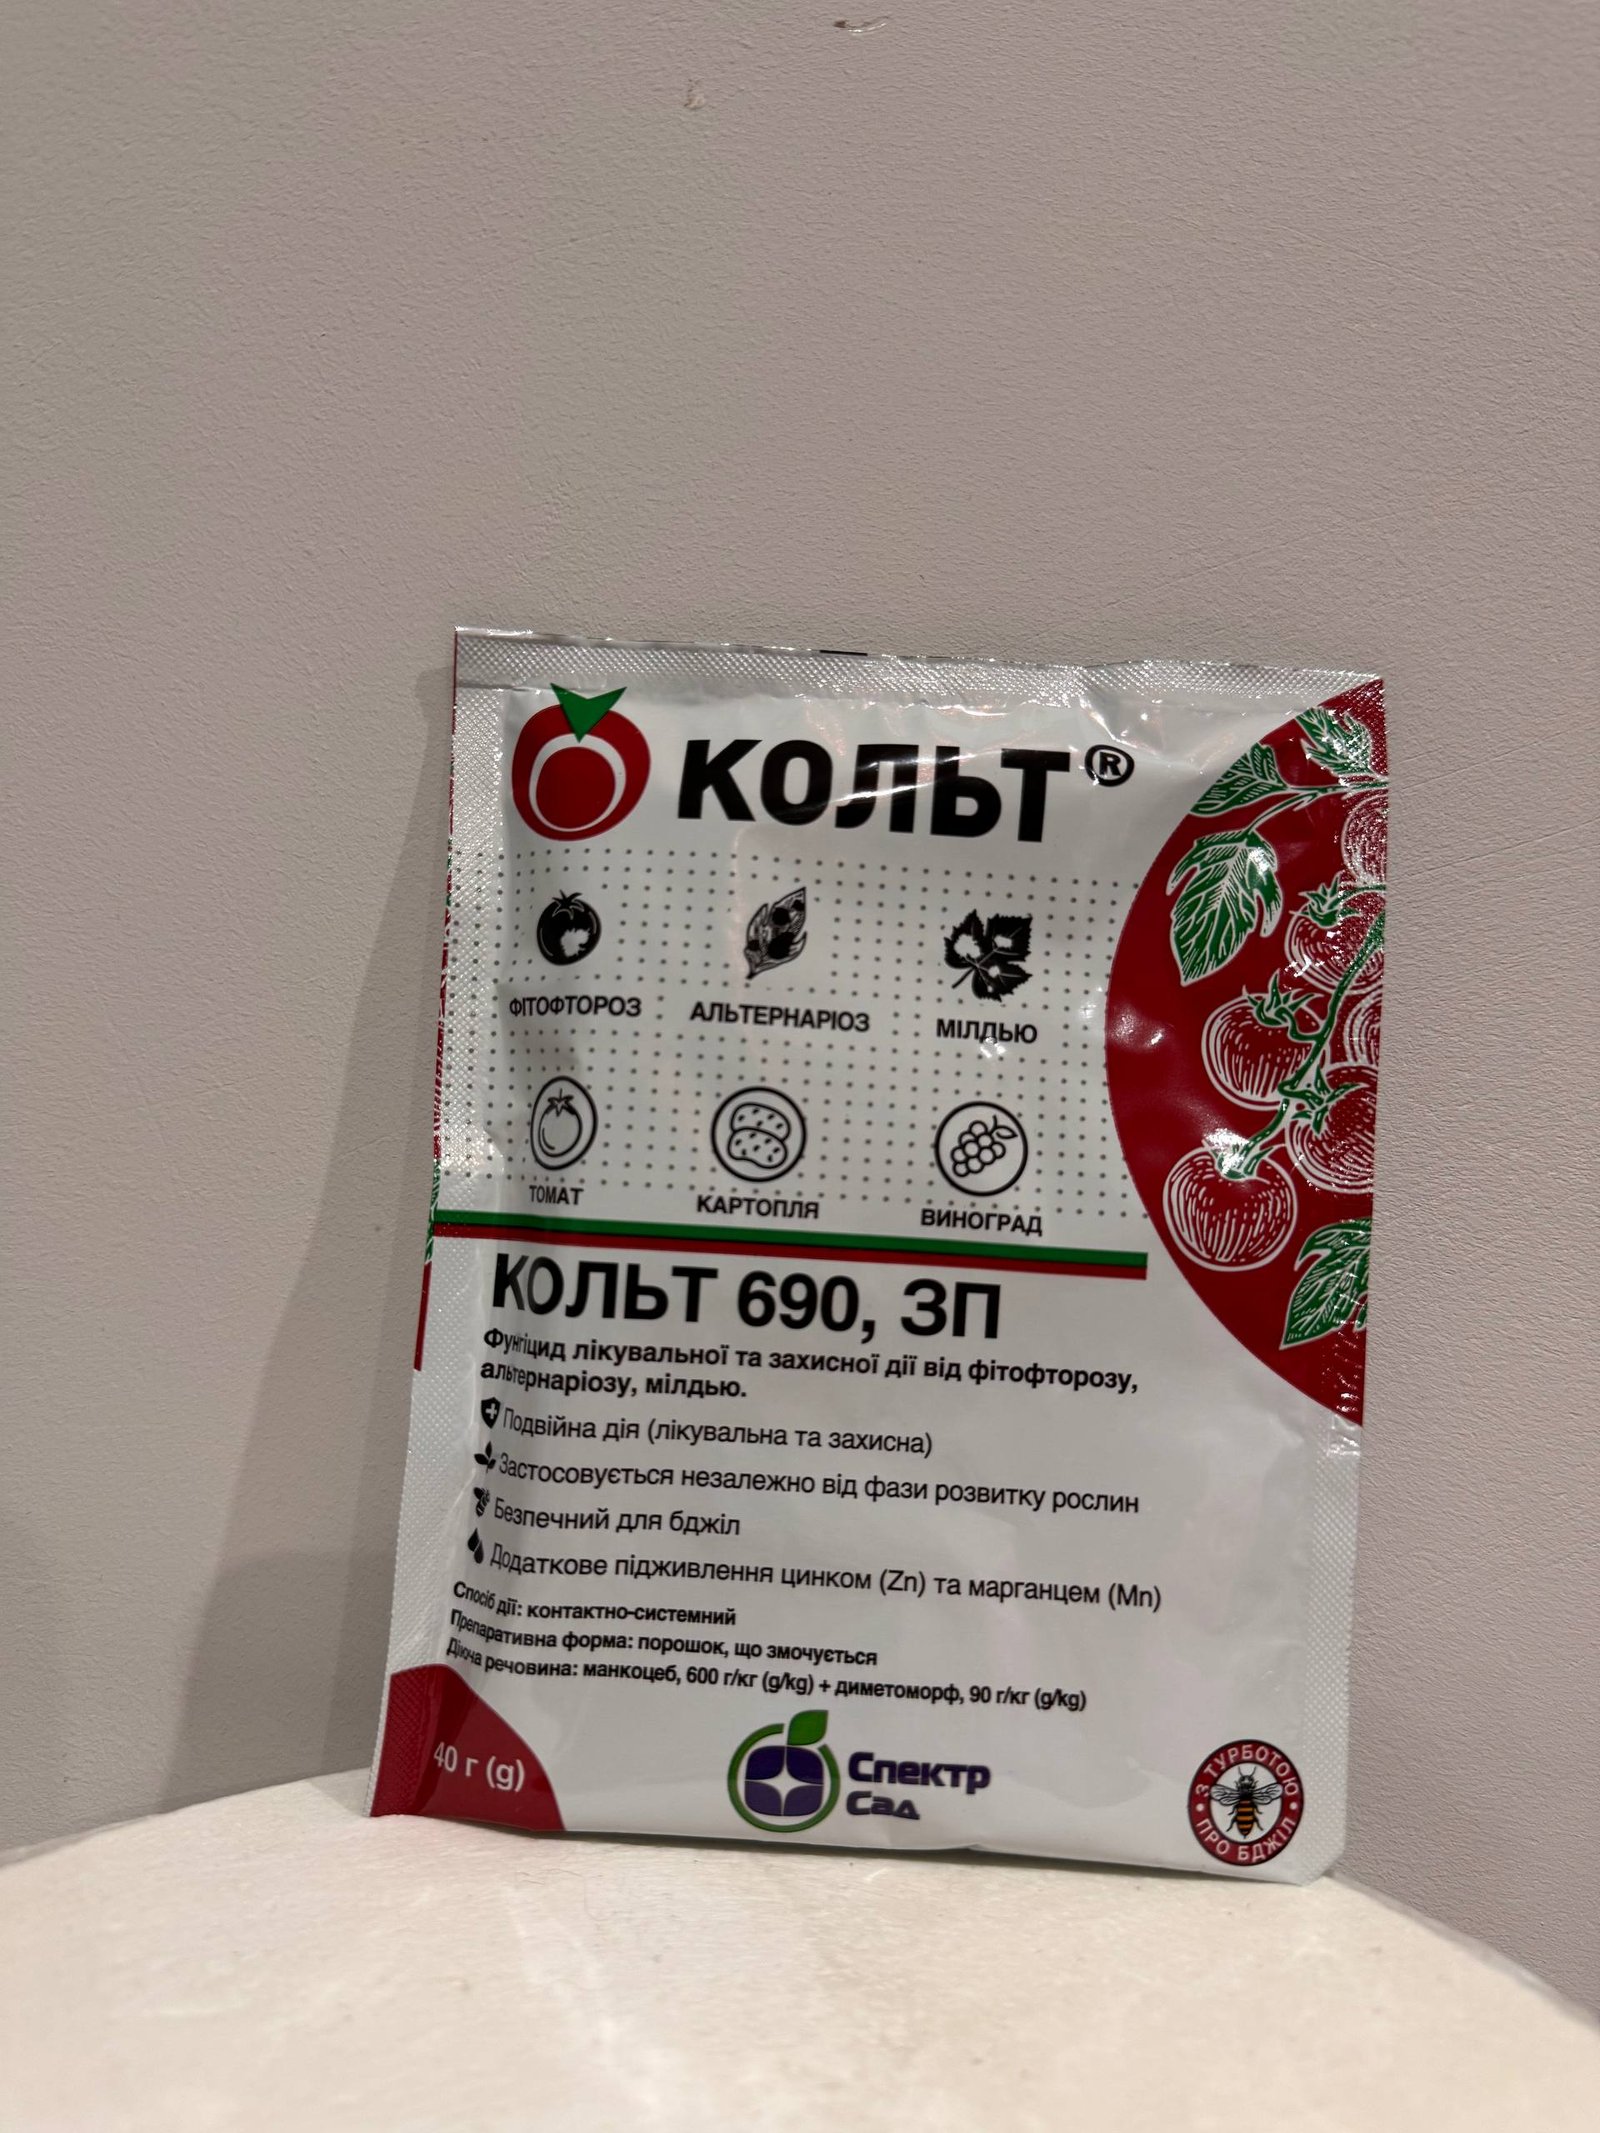 КОЛЬТ®
ФІТОФТОРОЗ АЛЬТЕРНАРІОЗ МІЛДЬЮ
ТОМАТ КАРТОПЛЯ ВИНОГРАД
КОЛЬТ 690, ЗП
Фунгіцид лікувальної та захисної дії від фітофторозу,
альтернаріозу, мілдью.
Подвійна дія (лікувальна та захисна)
Застосовується незалежно від фази розвитку рослин
Безпечний для бджіл
Додаткове підживлення цинком (Zn) та марганцем (Mn)
Спосіб дії: контактно-системний
Препаративна форма: порошок, що змочується
Діюча речовина: манкоцеб, 600 г/кг (g/kg) + диметоморф, 90 г/кг (g/kg)
40 г (g)
Спектр
Сад
З ТУРБОТОЮ
ПРО БДЖІЛ